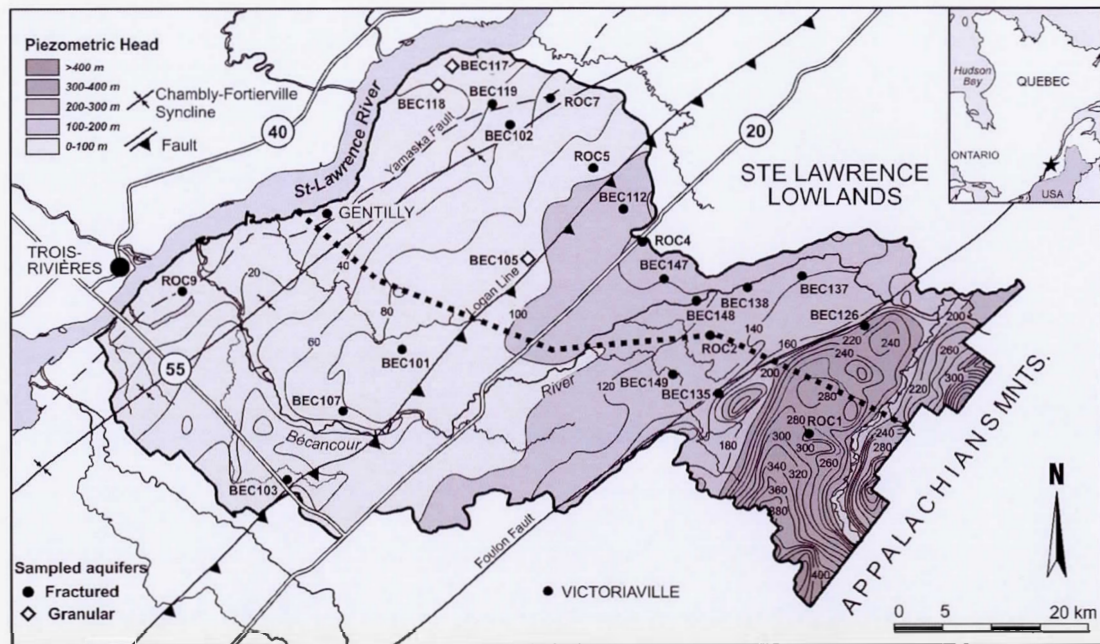 Piezometric Head
>400 m
300-400 m
200-300 m
100-200 m
0-100 m
Chambly-Fortierville
Syncline
Fault
40
St-Lawrence River
BEC117
BEC118
BEC119
ROC7
BEC102
Yamaska Fault
ROC5
20
Hudson
Bay
QUEBEC
ONTARIO
USA
STE LAWRENCE
LOWLANDS
BEC112
GENTILLY
TROIS-
RIVIÈRES
ROC4
BEC105
BEC147
BEC137
ROC9
20
40
Logan Line
BEC138
BEC148
BEC126
80
100
140
200
60
ROC2
160
220
240
260
BEC101
55
River
120
BEC149
200
220
300
BEC135
280
BEC107
280
ROC1
240
Bécancour
180
300
300
260
280
340
320
BEC103
360
380
400
Foulon Fault
APPALACHIANS MNTS.
N
Sampled aquifers
Fractured
Granular
VICTORIAVILLE
0 5 20 km